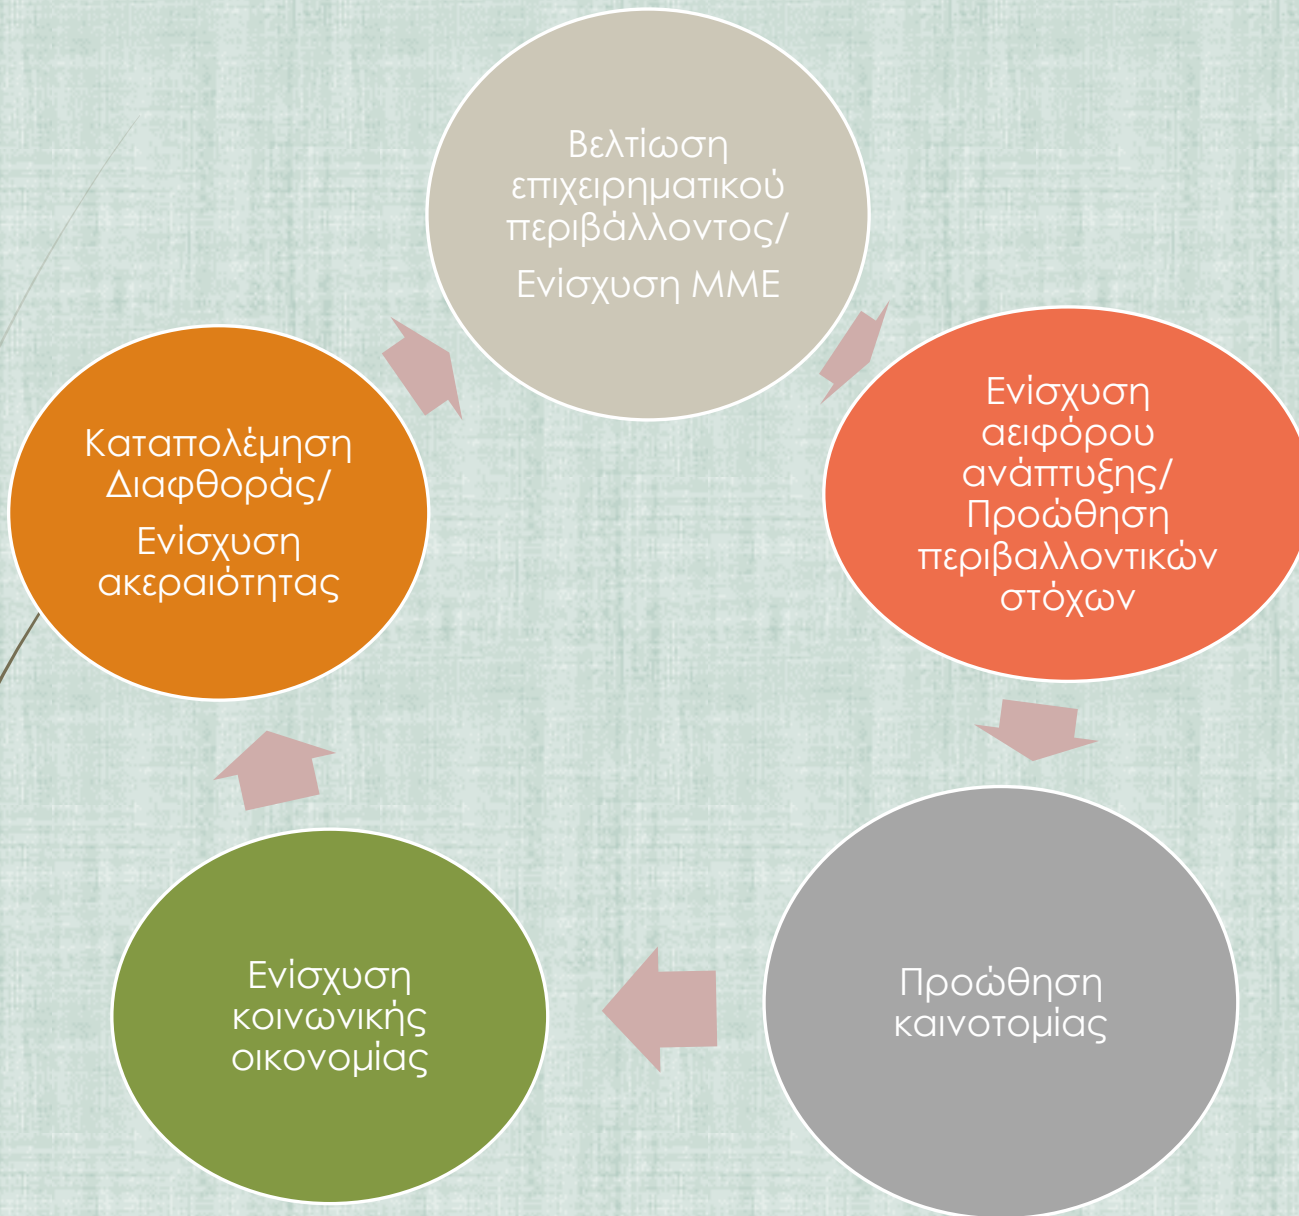 Βελτίωση
επιχειρηματικού
περιβάλλοντος/
Ενίσχυση ΜΜΕ
Ενίσχυση
αειφόρου
ανάπτυξης/
Προώθηση
περιβαλλοντικών
στόχων
Προώθηση
καινοτομίας
Ενίσχυση
κοινωνικής
οικονομίας
Καταπολέμηση
Διαφθοράς/
Ενίσχυση
ακεραιότητας